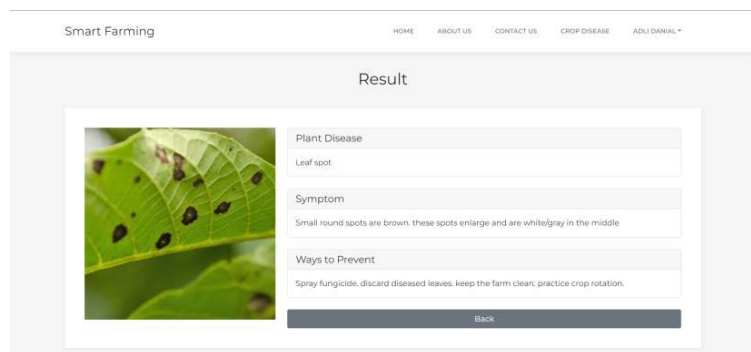 Smart Farming
HOME ABOUT US CONTACT US CROP DISEASE ADLI DANIAL
Result
Plant Disease
Leaf spot
Symptom
Small round spots are brown. these spots enlarge and are white/gray in the middle
Ways to Prevent
Spray fungicide. discard diseased leaves. keep the farm clean. practice crop rotation.
Back